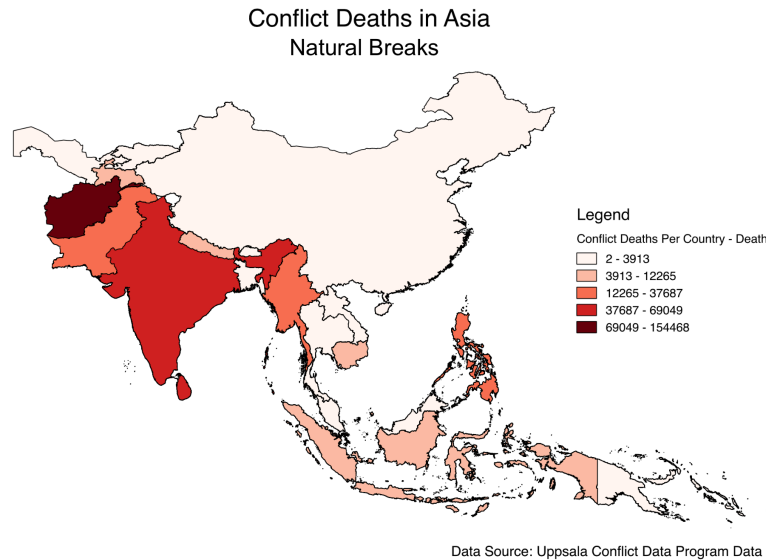 Conflict Deaths in Asia
Natural Breaks
Legend
Conflict Deaths Per Country - Death
2 - 3913
3913 - 12265
12265 - 37687
37687 - 69049
69049 - 154468
Data Source: Uppsala Conflict Data Program Data